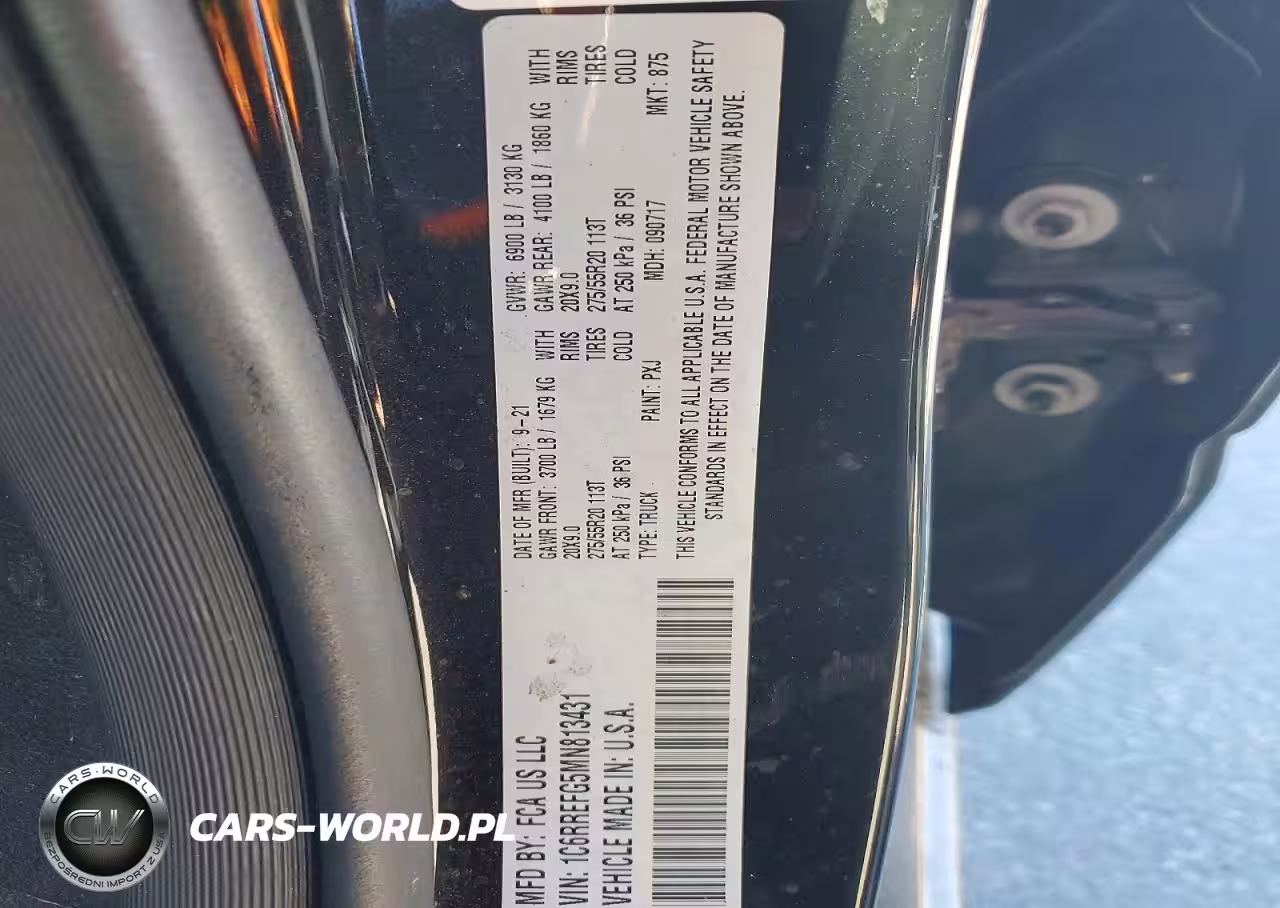 MFD BY: FCA US LLC
VIN: 1C6RREFG5MN813431
VEHICLE MADE IN: U.S.A.
DATE OF MFR (BUILT): 9-21 GVWR: 6900 LB / 3130 KG
GAWR FRONT: 3700 LB / 1679 KG WITH GAWR REAR: 4100 LB / 1860 KG WITH
20X9.0 RIMS 20X9.0 RIMS
275/55R20 113T TIRES 275/55R20 113T TIRES
AT 250 kPa / 36 PSI COLD AT 250 kPa / 36 PSI COLD
TYPE: TRUCK PAINT: PXJ MDH: 090717 MKT: 875
THIS VEHICLE CONFORMS TO ALL APPLICABLE U.S.A. FEDERAL MOTOR VEHICLE SAFETY
STANDARDS IN EFFECT ON THE DATE OF MANUFACTURE SHOWN ABOVE.
CARS-WORLD
CW
BEZPOŚREDNI IMPORT Z USA
CARS-WORLD.PL